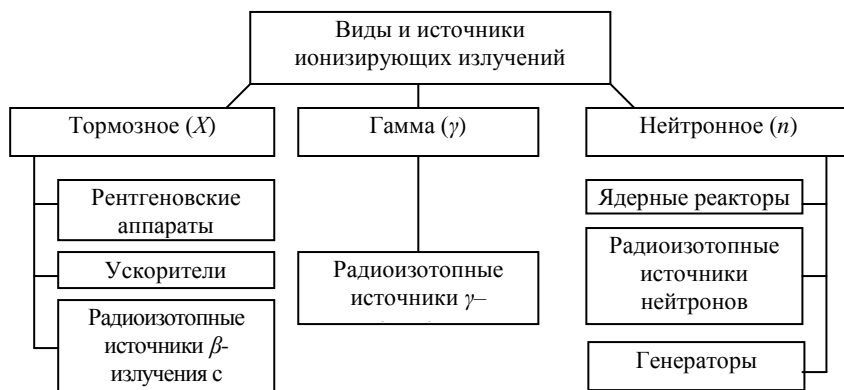 Виды и источники
ионизирующих излучений
Тормозное (X)
Гамма (γ)
Нейтронное (n)
Рентгеновские
аппараты
Ускорители
Радиоизотопные
источники β-
излучения с
Радиоизотопные
источники γ–
Ядерные реакторы
Радиоизотопные
источники
нейтронов
Генераторы